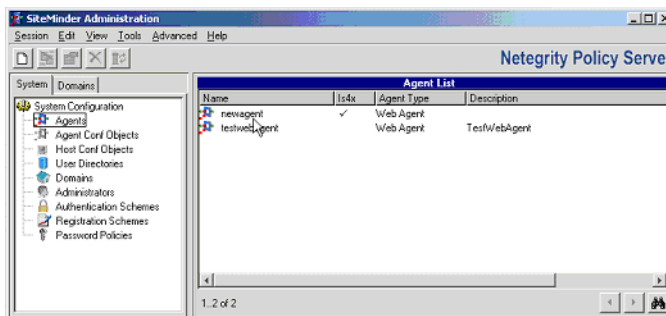 SiteMinder Administration
Session Edit View Tools Advanced Help
Netegrity Policy Serve
System Domains
System Configuration
Agents
Agent Conf Objects
Host Conf Objects
User Directories
Domains
Administrators
Authentication Schemes
Registration Schemes
Password Policies
Agent List
Name Is4x Agent Type Description
newagent ✓ Web Agent
testwebagent Web Agent TestWebAgent
1..2 of 2